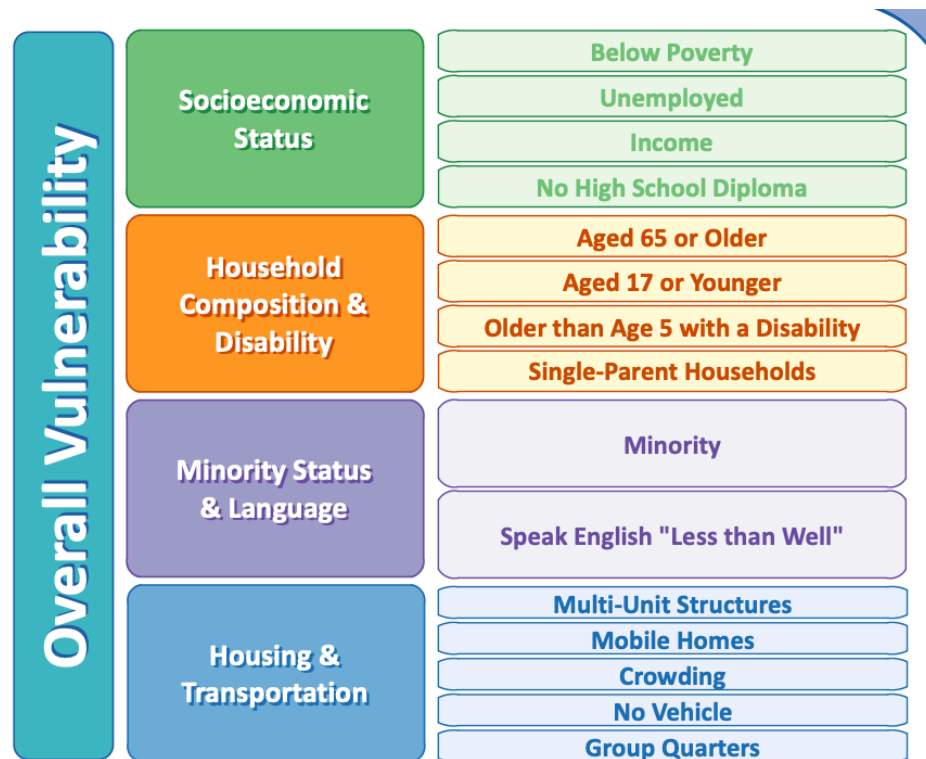 Overall Vulnerability
Socioeconomic
Status
Below Poverty
Unemployed
Income
No High School Diploma
Household
Composition &
Disability
Aged 65 or Older
Aged 17 or Younger
Older than Age 5 with a Disability
Single-Parent Households
Minority Status
& Language
Minority
Speak English "Less than Well"
Housing &
Transportation
Multi-Unit Structures
Mobile Homes
Crowding
No Vehicle
Group Quarters